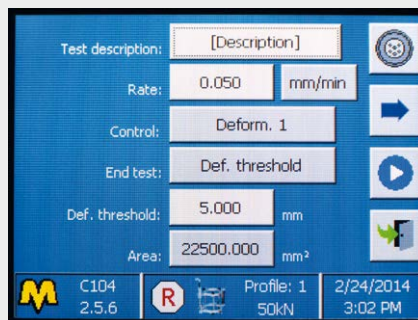 Test description: [Description]
Rate: 0.050 mm/min
Control: Deform. 1
End test: Def. threshold
Def. threshold: 5.000 mm
Area: 22500.000 mm²
C104 R Profile: 1 2/24/2014
2.5.6 50kN 3:02 PM